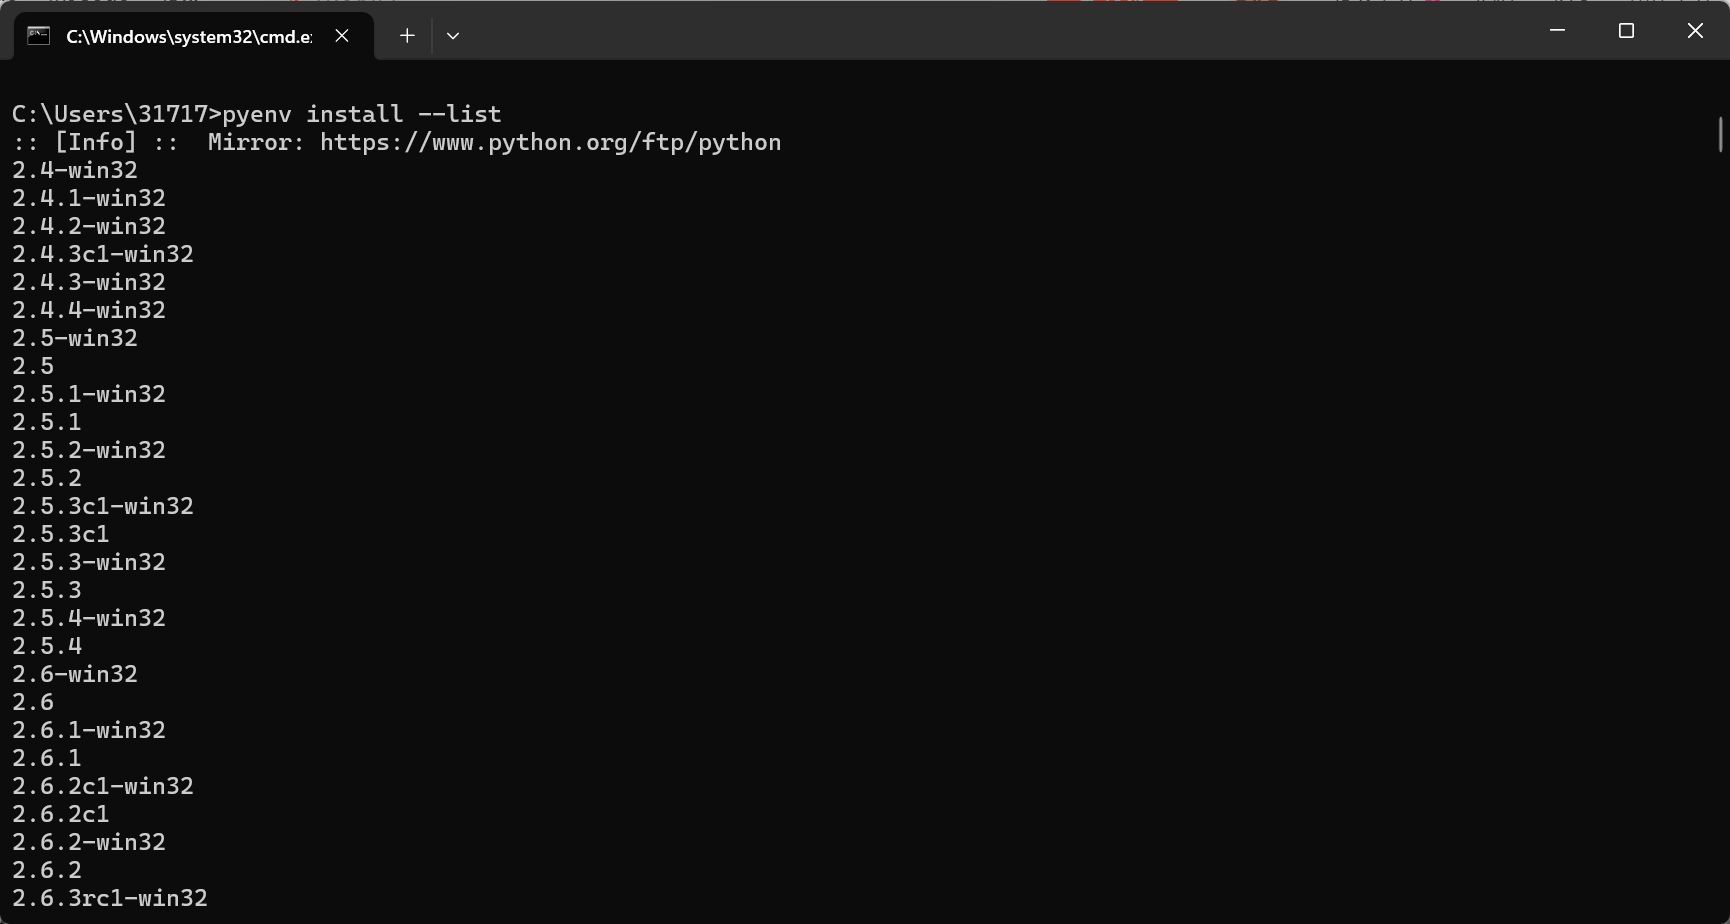 C:\Windows\system32\cmd.e
C:\Users\31717>pyenv install --list
:: [Info] ::  Mirror: https://www.python.org/ftp/python
2.4-win32
2.4.1-win32
2.4.2-win32
2.4.3c1-win32
2.4.3-win32
2.4.4-win32
2.5-win32
2.5
2.5.1-win32
2.5.1
2.5.2-win32
2.5.2
2.5.3c1-win32
2.5.3c1
2.5.3-win32
2.5.3
2.5.4-win32
2.5.4
2.6-win32
2.6
2.6.1-win32
2.6.1
2.6.2c1-win32
2.6.2c1
2.6.2-win32
2.6.2
2.6.3rc1-win32